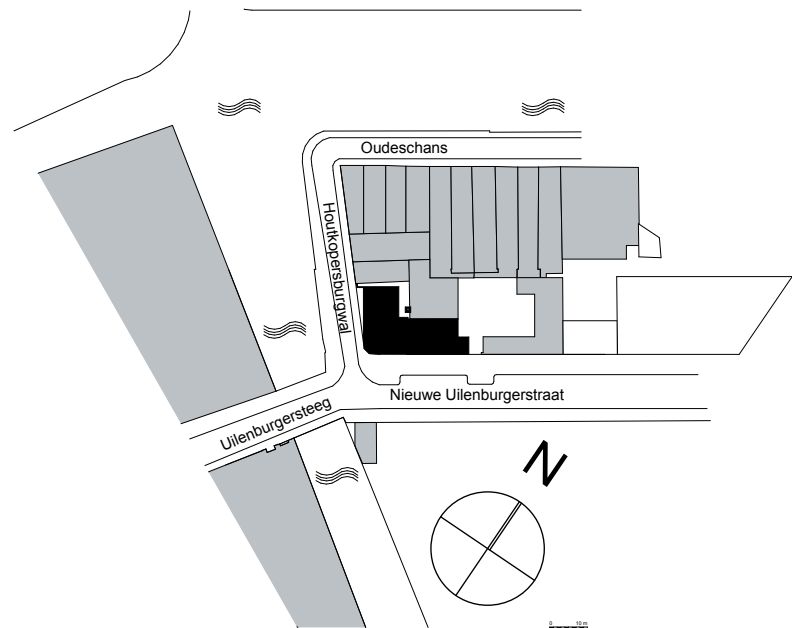 Oudeschans
Houtkopersburgwal
Nieuwe Uilenburgerstraat
Uilenburgersteeg
N
0 10 m